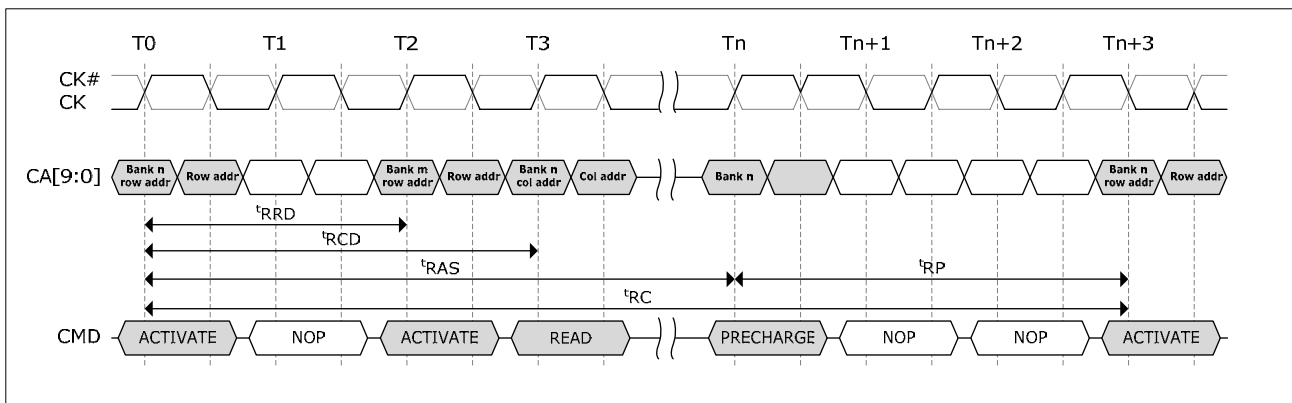 T0 T1 T2 T3 Tn Tn+1 Tn+2 Tn+3
CK#
CK
CA[9:0]
Bank n row addr
Row addr
Bank m row addr
Row addr
Bank n col addr
Col addr
Bank n
Bank n row addr
Row addr
tRRD
tRCD
tRAS tRP
tRC
CMD ACTIVATE NOP ACTIVATE READ PRECHARGE NOP NOP ACTIVATE